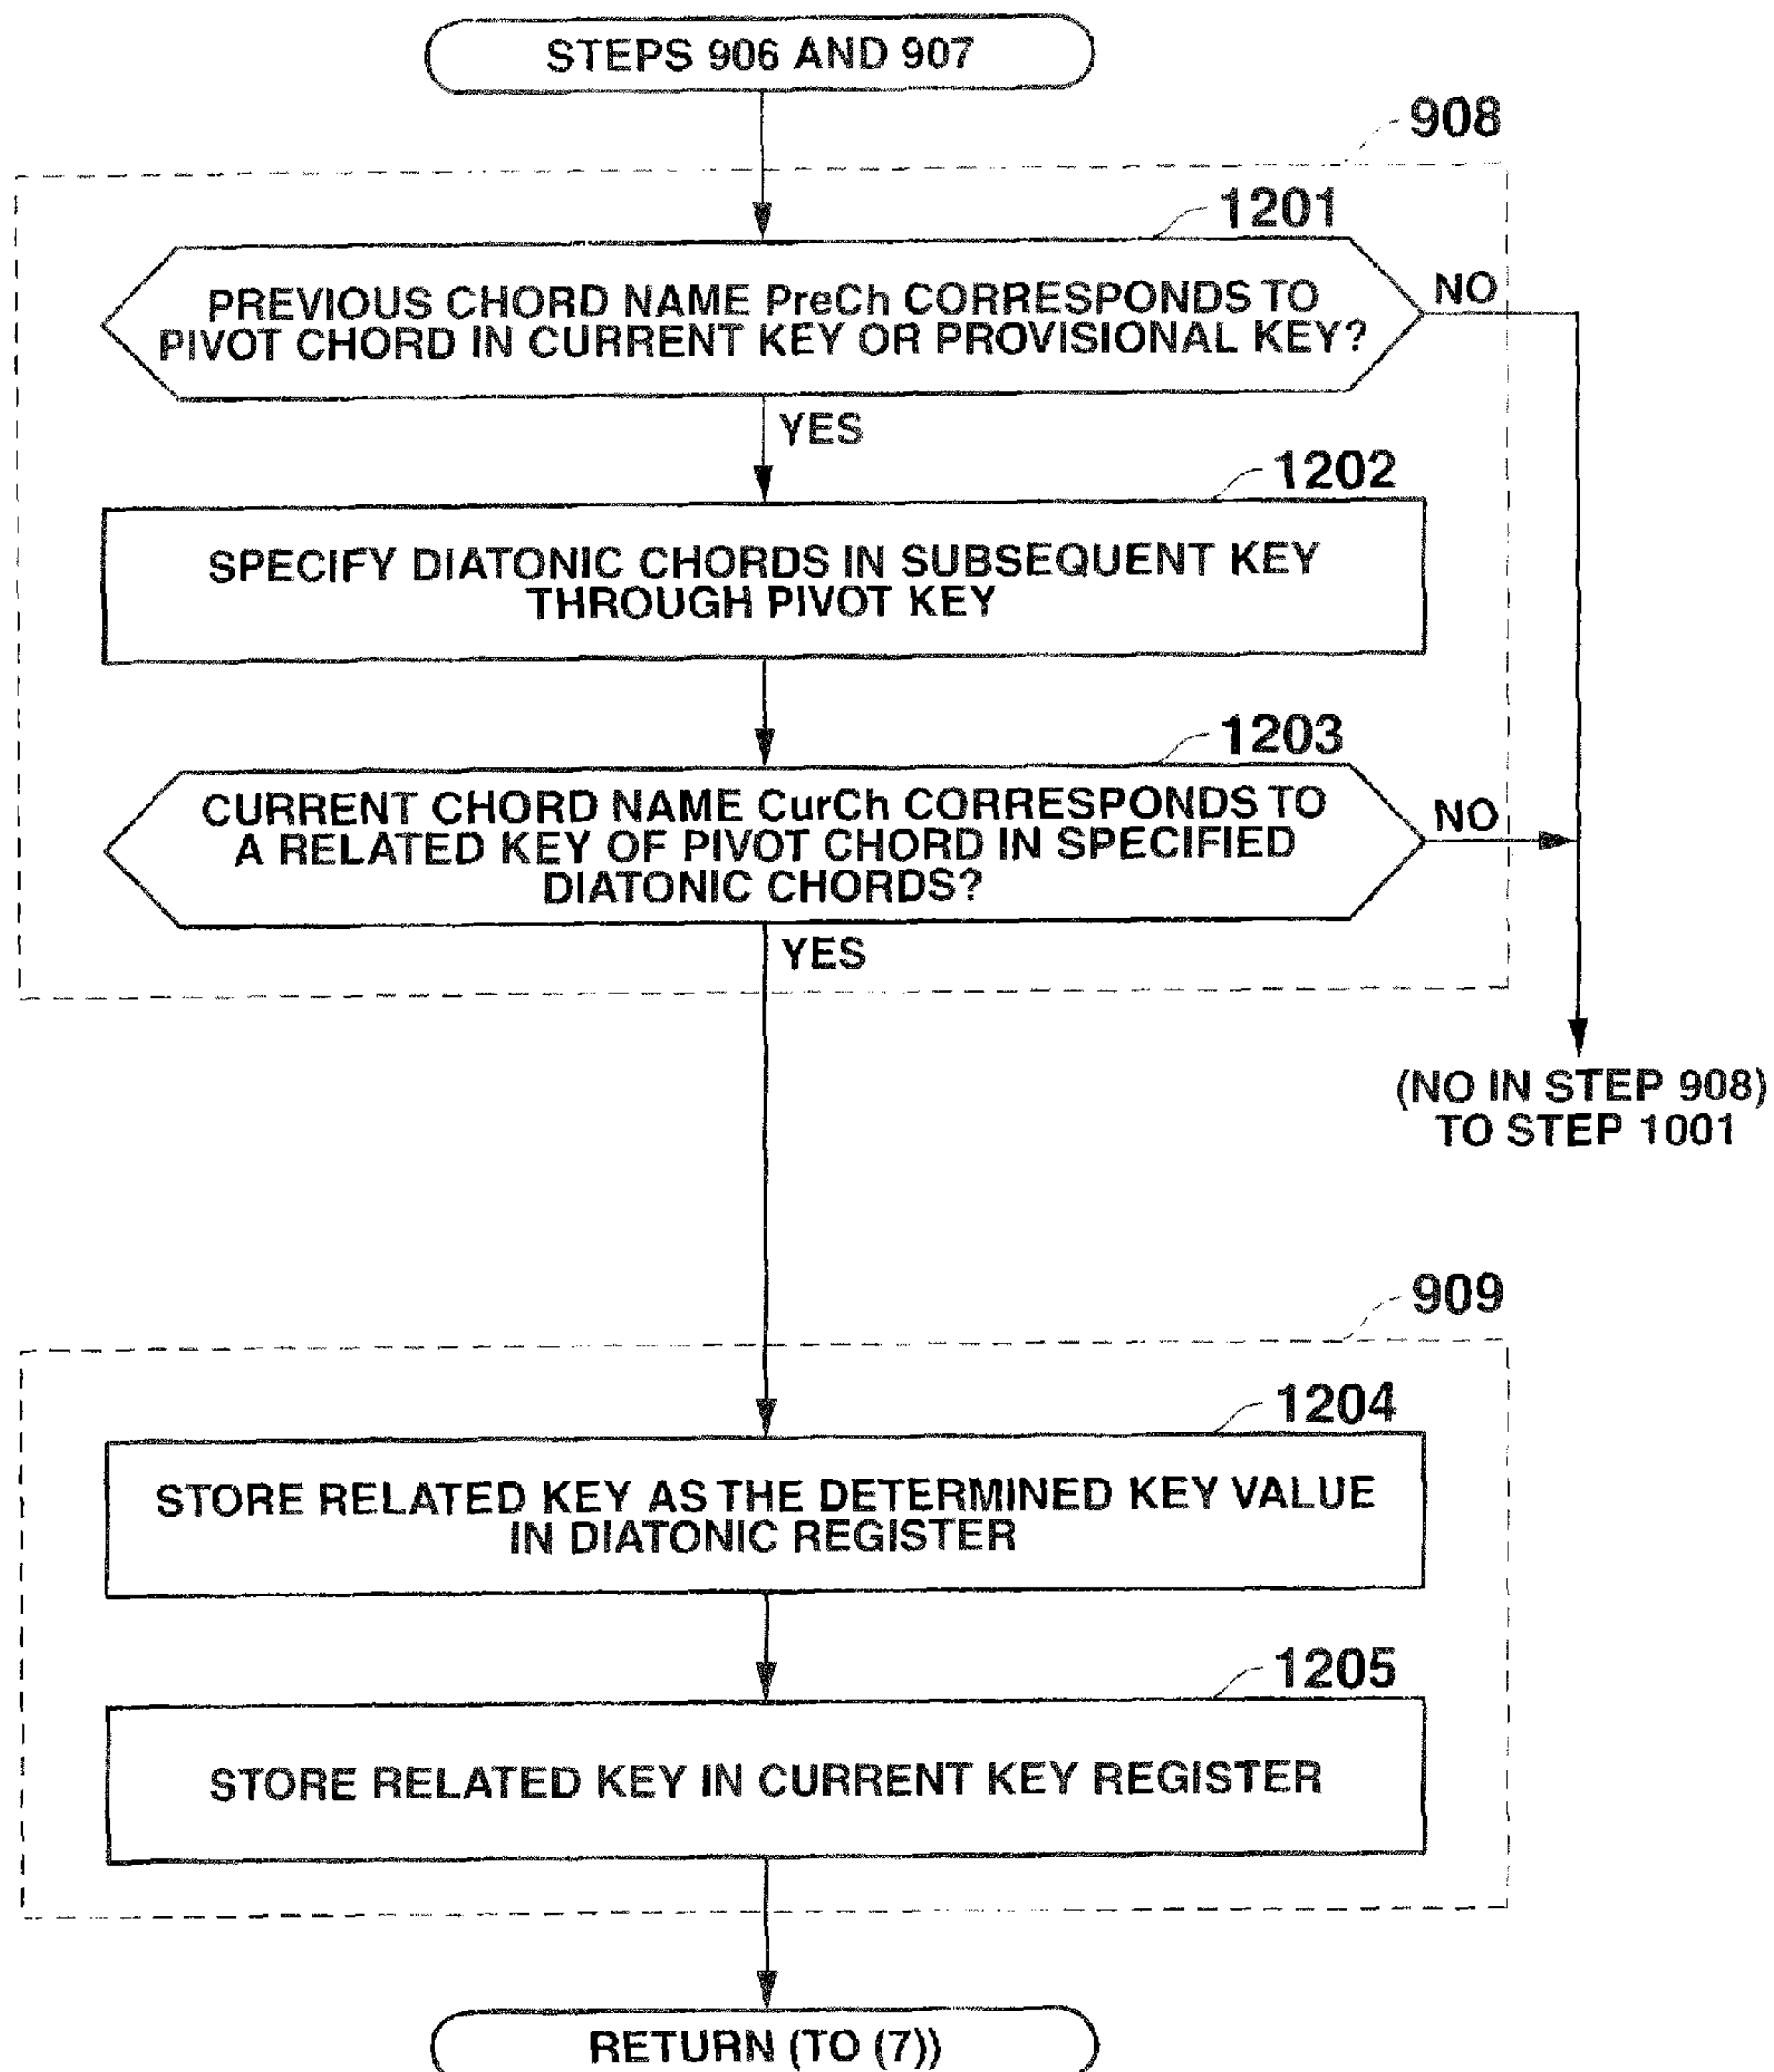 STEPS 906 AND 907
908
1201
PREVIOUS CHORD NAME PreCh CORRESPONDS TO
PIVOT CHORD IN CURRENT KEY OR PROVISIONAL KEY?
NO
YES
1202
SPECIFY DIATONIC CHORDS IN SUBSEQUENT KEY
THROUGH PIVOT KEY
1203
CURRENT CHORD NAME CurCh CORRESPONDS TO
A RELATED KEY OF PIVOT CHORD IN SPECIFIED
DIATONIC CHORDS?
NO
YES
(NO IN STEP 908)
TO STEP 1001
909
1204
STORE RELATED KEY AS THE DETERMINED KEY VALUE
IN DIATONIC REGISTER
1205
STORE RELATED KEY IN CURRENT KEY REGISTER
RETURN (TO (7))